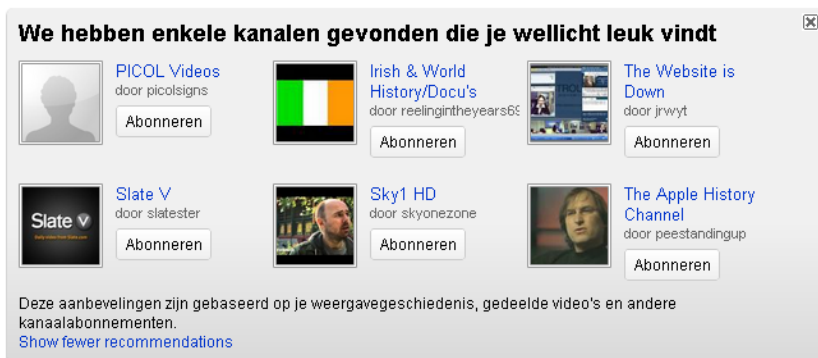 We hebben enkele kanalen gevonden die je wellicht leuk vindt
PICOL Videos
door picolsigns
Abonneren
Irish & World
History/Docu's
door reelingintheyears69
Abonneren
The Website is
Down
door jrwyt
Abonneren
Slate V
Slate V
door slatester
Abonneren
Sky1 HD
door skyonezone
Abonneren
The Apple History
Channel
door peestandingup
Abonneren
Deze aanbevelingen zijn gebaseerd op je weergavegeschiedenis, gedeelde video's en andere
kanaalabonnementen.
Show fewer recommendations